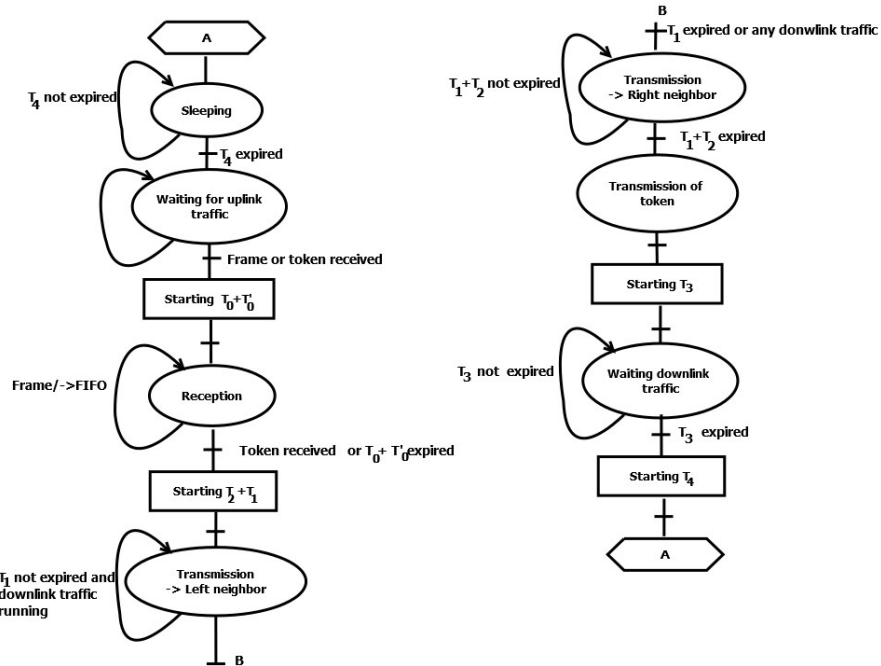 A
T4 not expired
Sleeping
T4 expired
Waiting for uplink
traffic
Frame or token received
Starting T0+T'0
Frame/->FIFO
Reception
Token received or T0+ T'0expired
Starting T2+T1
T1 not expired and
downlink traffic
running
Transmission
-> Left neighbor
B
B
T1 expired or any donwlink traffic
T1+T2 not expired
Transmission
-> Right neighbor
T1+T2 expired
Transmission of
token
Starting T3
T3 not expired
Waiting downlink
traffic
T3 expired
Starting T4
A